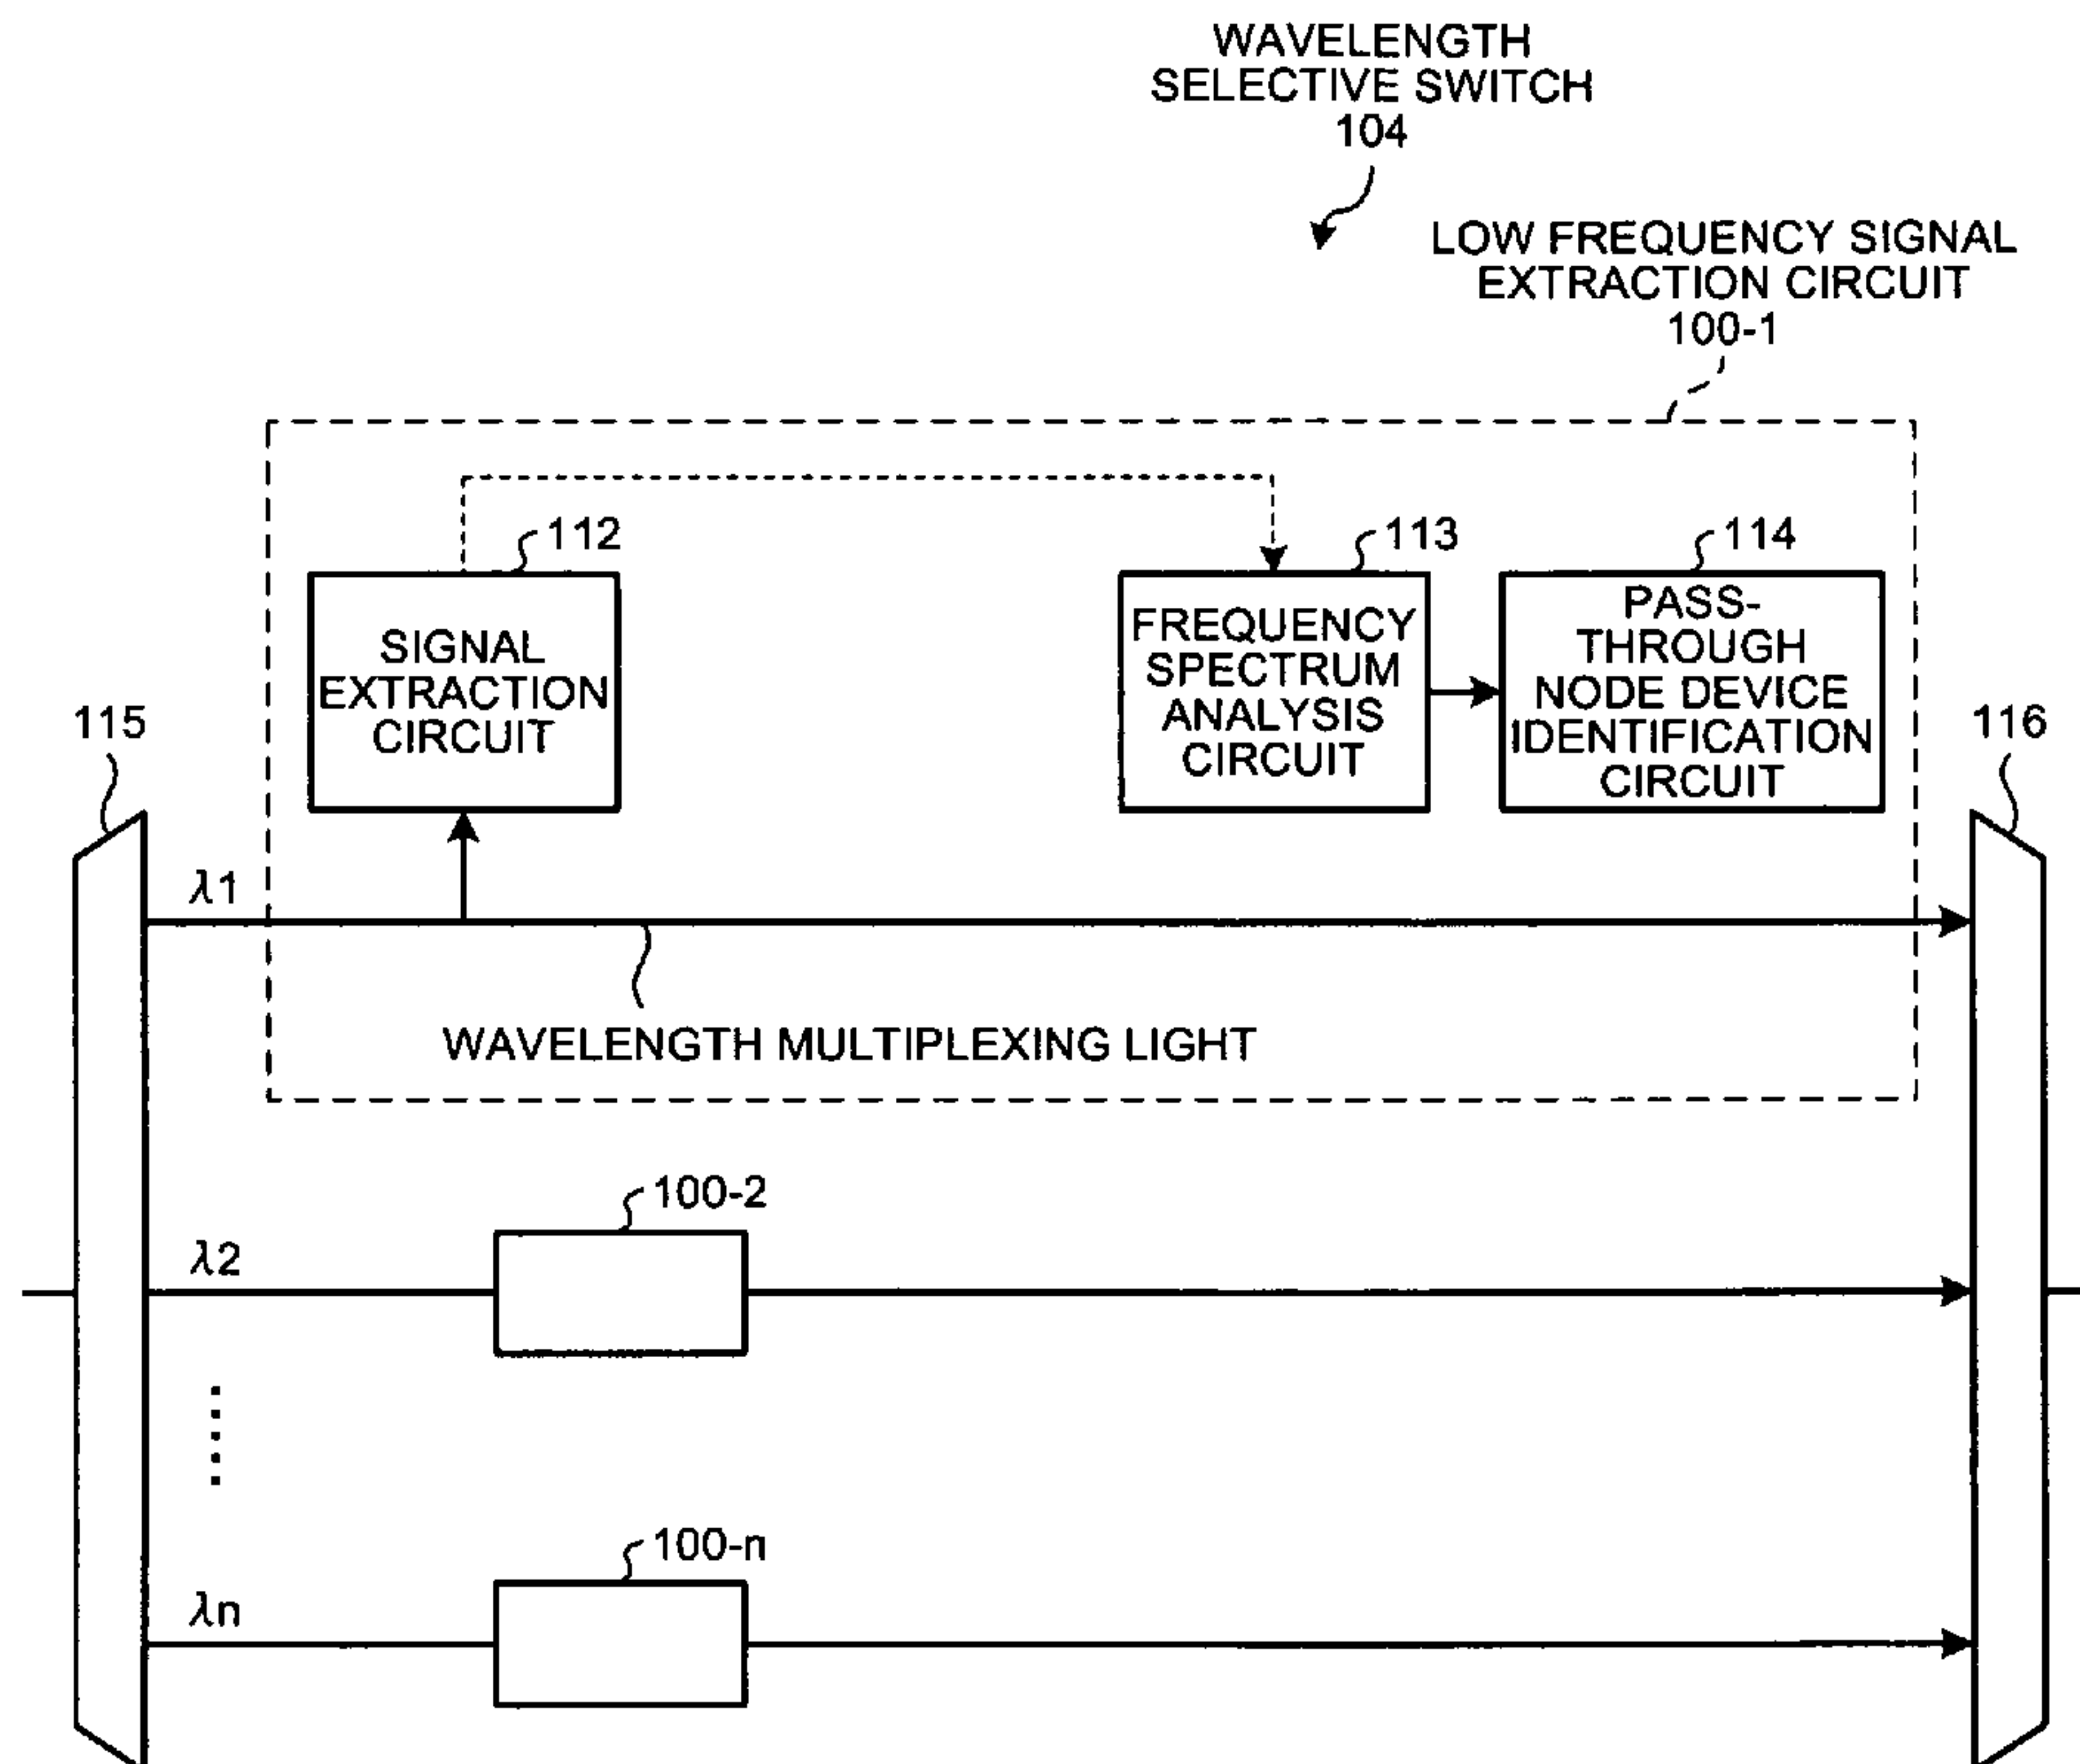 WAVELENGTH
SELECTIVE SWITCH
104
LOW FREQUENCY SIGNAL
EXTRACTION CIRCUIT
100-1
112
113
114
SIGNAL
EXTRACTION
CIRCUIT
FREQUENCY
SPECTRUM
ANALYSIS
CIRCUIT
PASS-
THROUGH
NODE DEVICE
IDENTIFICATION
CIRCUIT
115
116
λ1
WAVELENGTH MULTIPLEXING LIGHT
100-2
λ2
100-n
λn